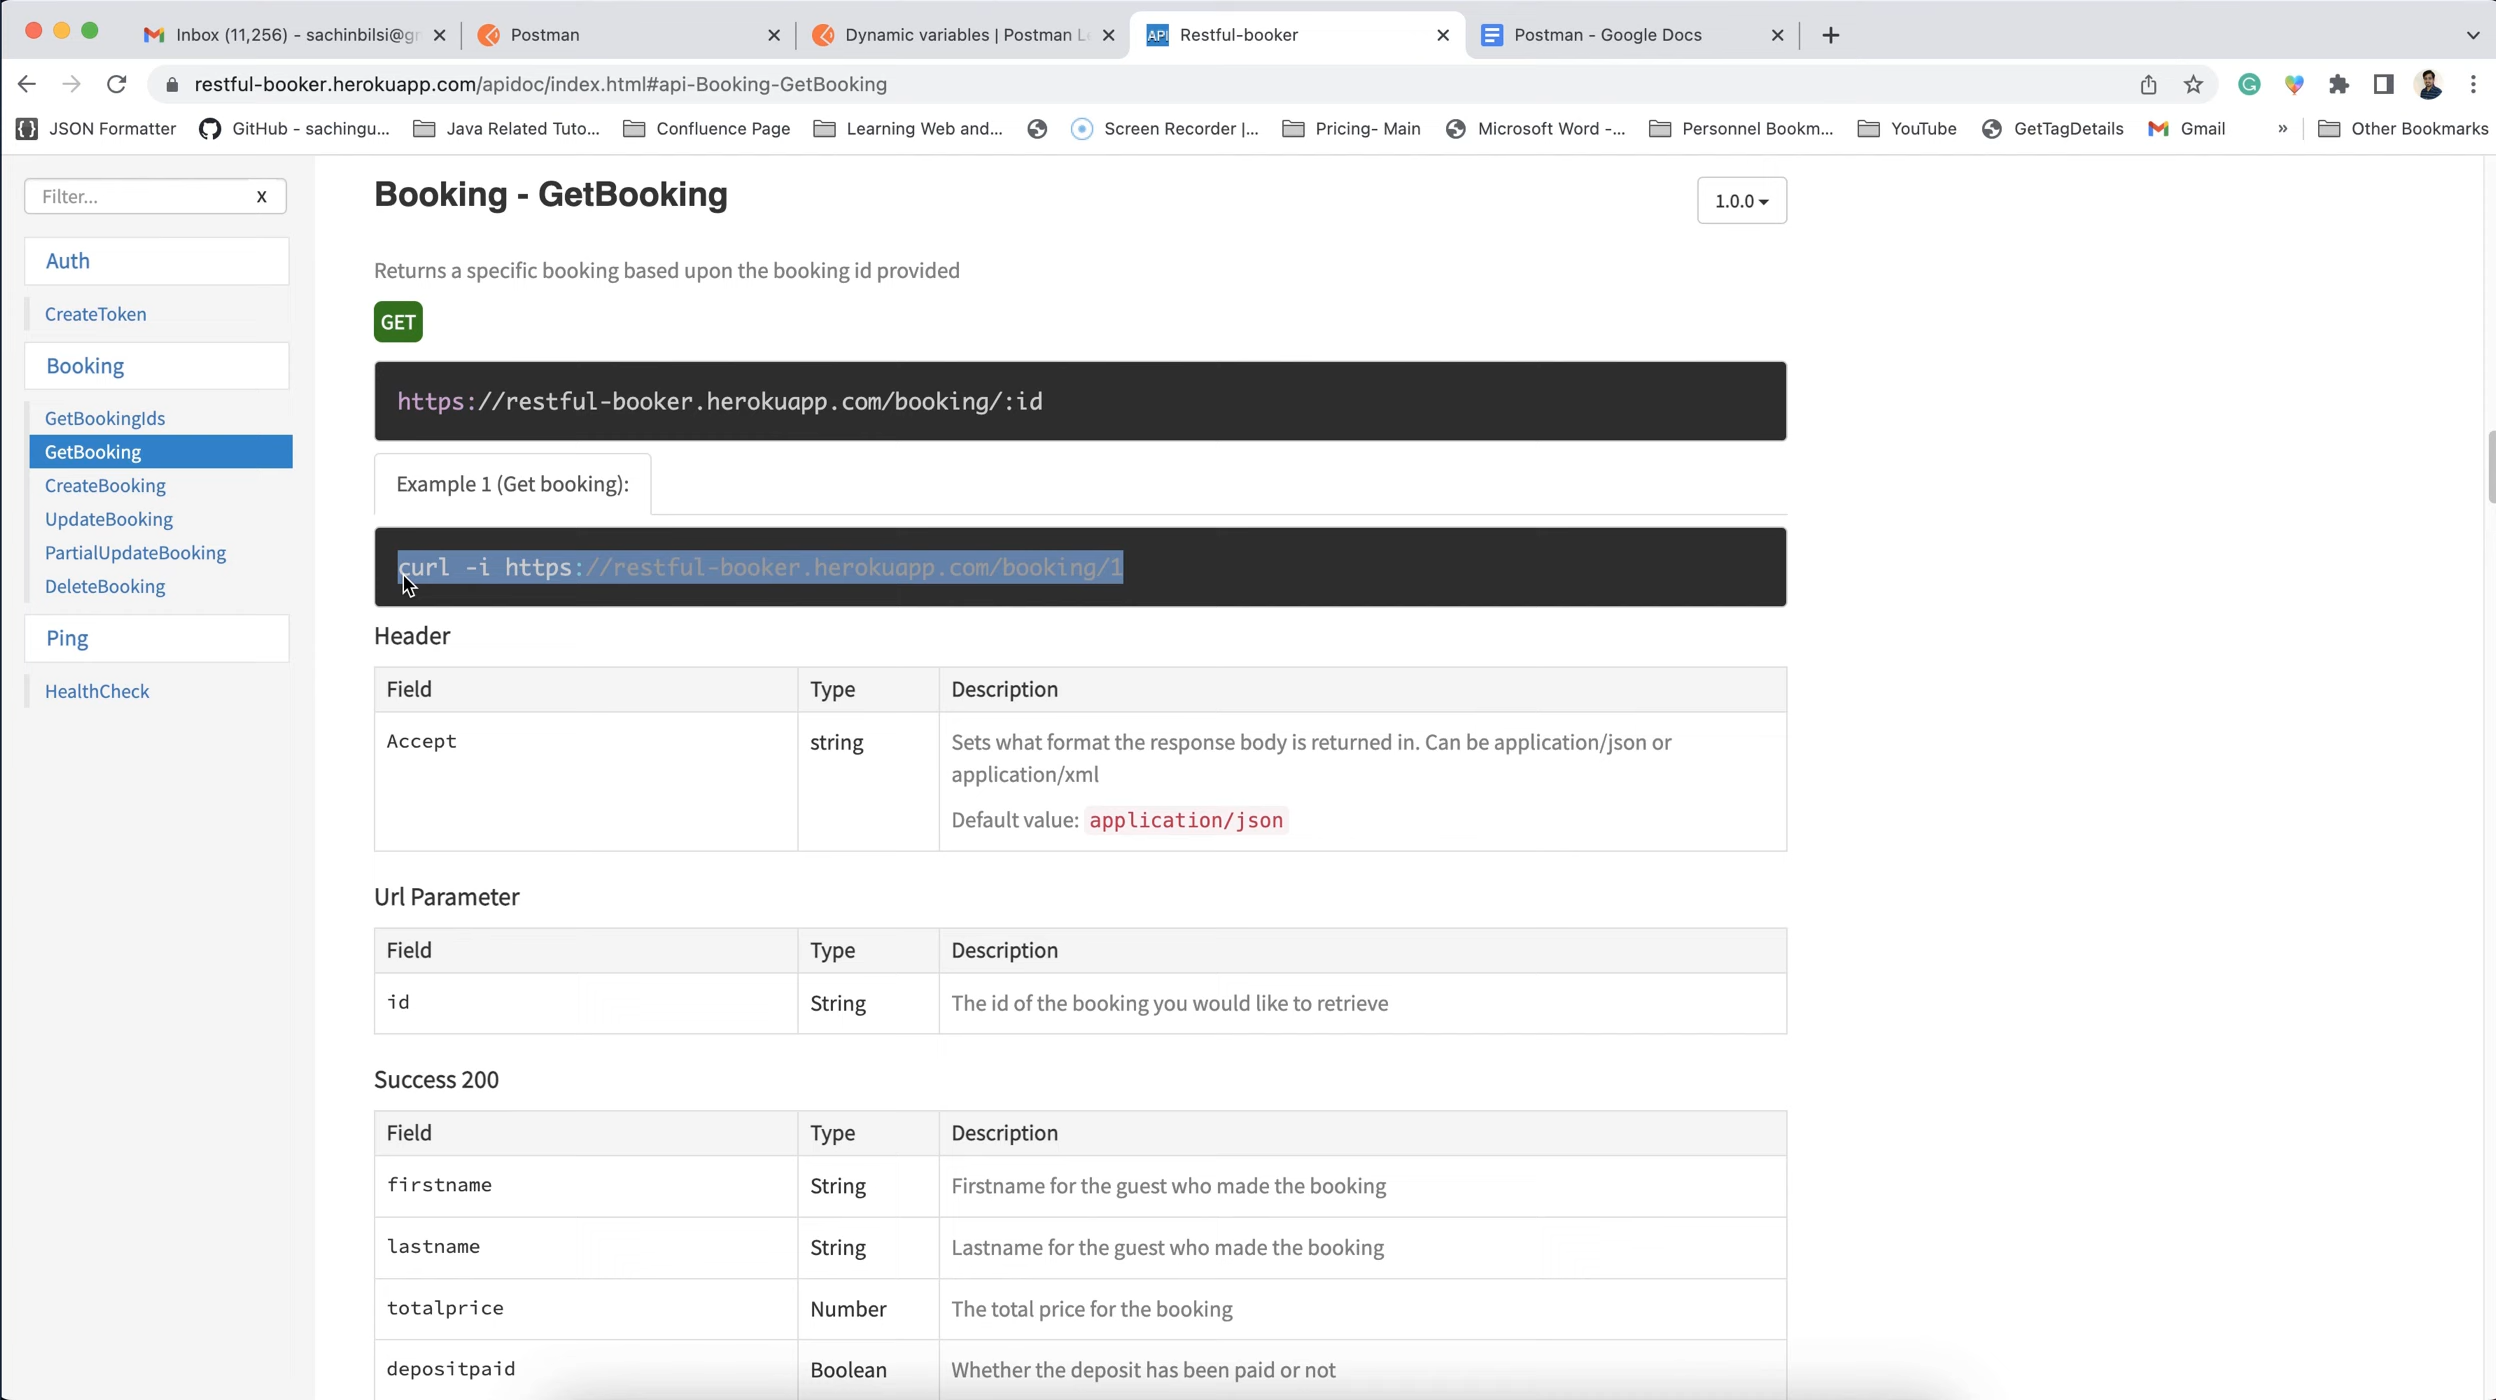 Inbox (11,256) - sachinbilsi@g
Postman
Dynamic variables | Postman L
API Restful-booker
Postman - Google Docs
restful-booker.herokuapp.com/apidoc/index.html#api-Booking-GetBooking
{} JSON Formatter
GitHub - sachingu...
Java Related Tuto...
Confluence Page
Learning Web and...
Screen Recorder |...
Pricing- Main
Microsoft Word -...
Personnel Bookm...
YouTube
GetTagDetails
Gmail
»
Other Bookmarks
Filter... x
Auth
CreateToken
Booking
GetBookingIds
GetBooking
CreateBooking
UpdateBooking
PartialUpdateBooking
DeleteBooking
Ping
HealthCheck
Booking - GetBooking
1.0.0
Returns a specific booking based upon the booking id provided
GET
https://restful-booker.herokuapp.com/booking/:id
Example 1 (Get booking):
curl -i https://restful-booker.herokuapp.com/booking/1
Header
Field Type Description
Accept string Sets what format the response body is returned in. Can be application/json or
application/xml
Default value: application/json
Url Parameter
Field Type Description
id String The id of the booking you would like to retrieve
Success 200
Field Type Description
firstname String Firstname for the guest who made the booking
lastname String Lastname for the guest who made the booking
totalprice Number The total price for the booking
depositpaid Boolean Whether the deposit has been paid or not